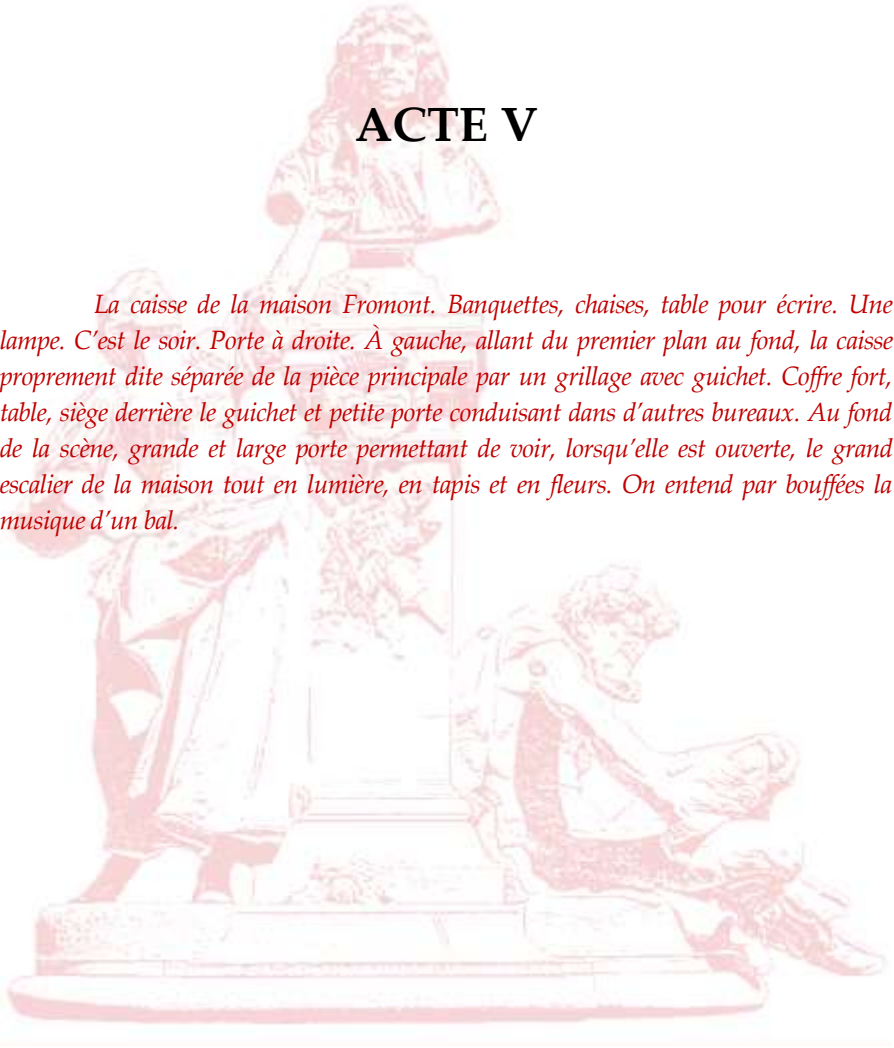 ACTE V
La caisse de la maison Fromont. Banquettes, chaises, table pour écrire. Une
lampe. C’est le soir. Porte à droite. À gauche, allant du premier plan au fond, la caisse
proprement dite séparée de la pièce principale par un grillage avec guichet. Coffre fort,
table, siège derrière le guichet et petite porte conduisant dans d’autres bureaux. Au fond
de la scène, grande et large porte permettant de voir, lorsqu’elle est ouverte, le grand
escalier de la maison tout en lumière, en tapis et en fleurs. On entend par bouffées la
musique d’un bal.